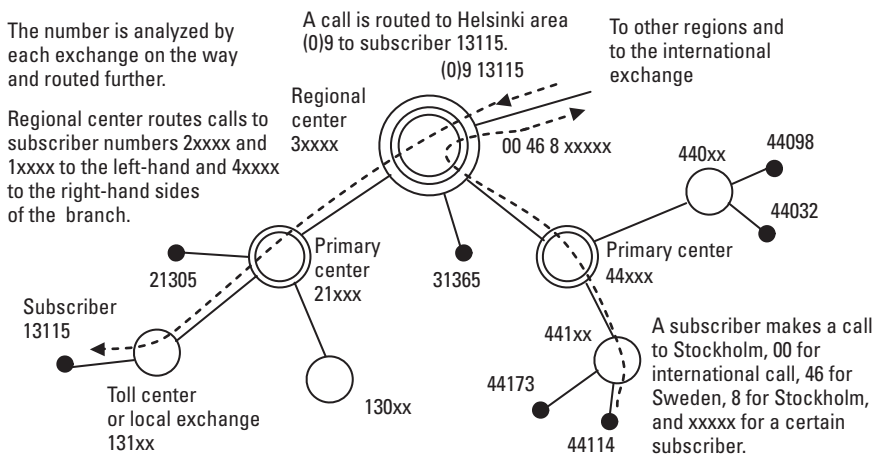 The number is analyzed by
each exchange on the way
and routed further.
Regional center routes calls to
subscriber numbers 2xxxx and
1xxxx to the left-hand and 4xxxx
to the right-hand sides
of the branch.
A call is routed to Helsinki area
(0)9 to subscriber 13115.
(0)9 13115
To other regions and
to the international
exchange
Regional
center
3xxxx
00 46 8 xxxxx
440xx
44098
44032
21305
Primary
center
21xxx
31365
Primary center
44xxx
Subscriber
13115
Toll center
or local exchange
131xx
130xx
441xx
44173
44114
A subscriber makes a call
to Stockholm, 00 for
international call, 46 for
Sweden, 8 for Stockholm,
and xxxxx for a certain
subscriber.